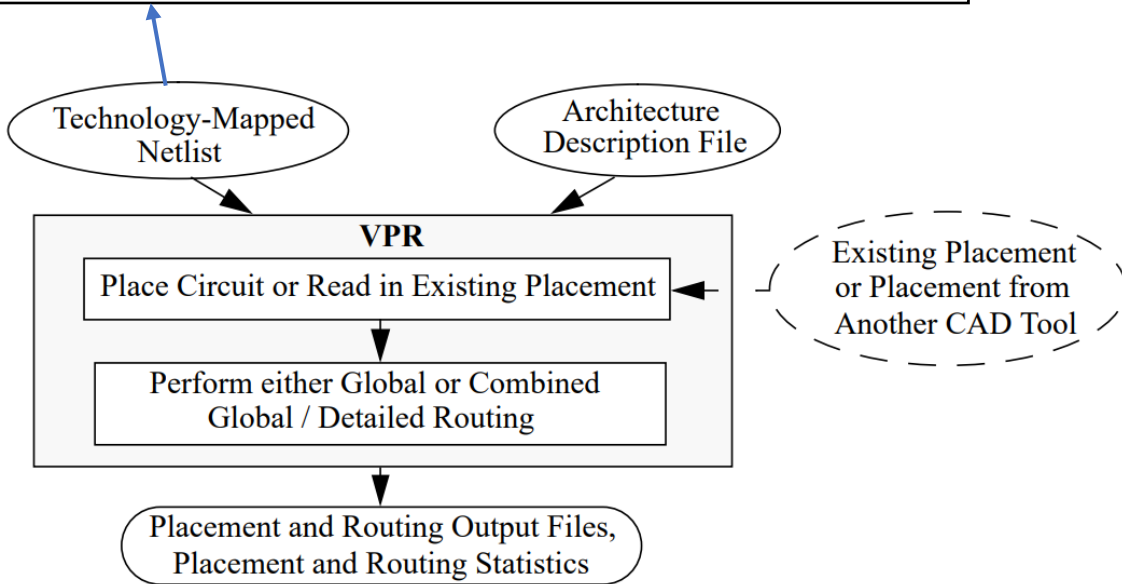 Technology-Mapped
Netlist
Architecture
Description File
VPR
Place Circuit or Read in Existing Placement
Existing Placement
or Placement from
Another CAD Tool
Perform either Global or Combined
Global / Detailed Routing
Placement and Routing Output Files,
Placement and Routing Statistics